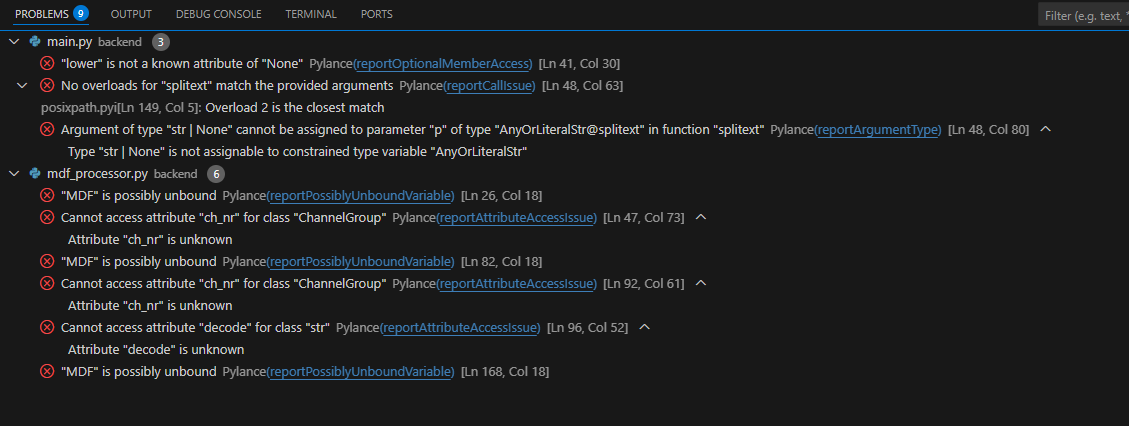 PROBLEMS 9 OUTPUT DEBUG CONSOLE TERMINAL PORTS Filter (e.g. text, *
main.py backend 3
"lower" is not a known attribute of "None" Pylance(reportOptionalMemberAccess) [Ln 41, Col 30]
No overloads for "splitext" match the provided arguments Pylance(reportCallIssue) [Ln 48, Col 63]
posixpath.pyi[Ln 149, Col 5]: Overload 2 is the closest match
Argument of type "str | None" cannot be assigned to parameter "p" of type "AnyOrLiteralStr@splitext" in function "splitext" Pylance(reportArgumentType) [Ln 48, Col 80]
Type "str | None" is not assignable to constrained type variable "AnyOrLiteralStr"
mdf_processor.py backend 6
"MDF" is possibly unbound Pylance(reportPossiblyUnboundVariable) [Ln 26, Col 18]
Cannot access attribute "ch_nr" for class "ChannelGroup" Pylance(reportAttributeAccessIssue) [Ln 47, Col 73]
Attribute "ch_nr" is unknown
"MDF" is possibly unbound Pylance(reportPossiblyUnboundVariable) [Ln 82, Col 18]
Cannot access attribute "ch_nr" for class "ChannelGroup" Pylance(reportAttributeAccessIssue) [Ln 92, Col 61]
Attribute "ch_nr" is unknown
Cannot access attribute "decode" for class "str" Pylance(reportAttributeAccessIssue) [Ln 96, Col 52]
Attribute "decode" is unknown
"MDF" is possibly unbound Pylance(reportPossiblyUnboundVariable) [Ln 168, Col 18]